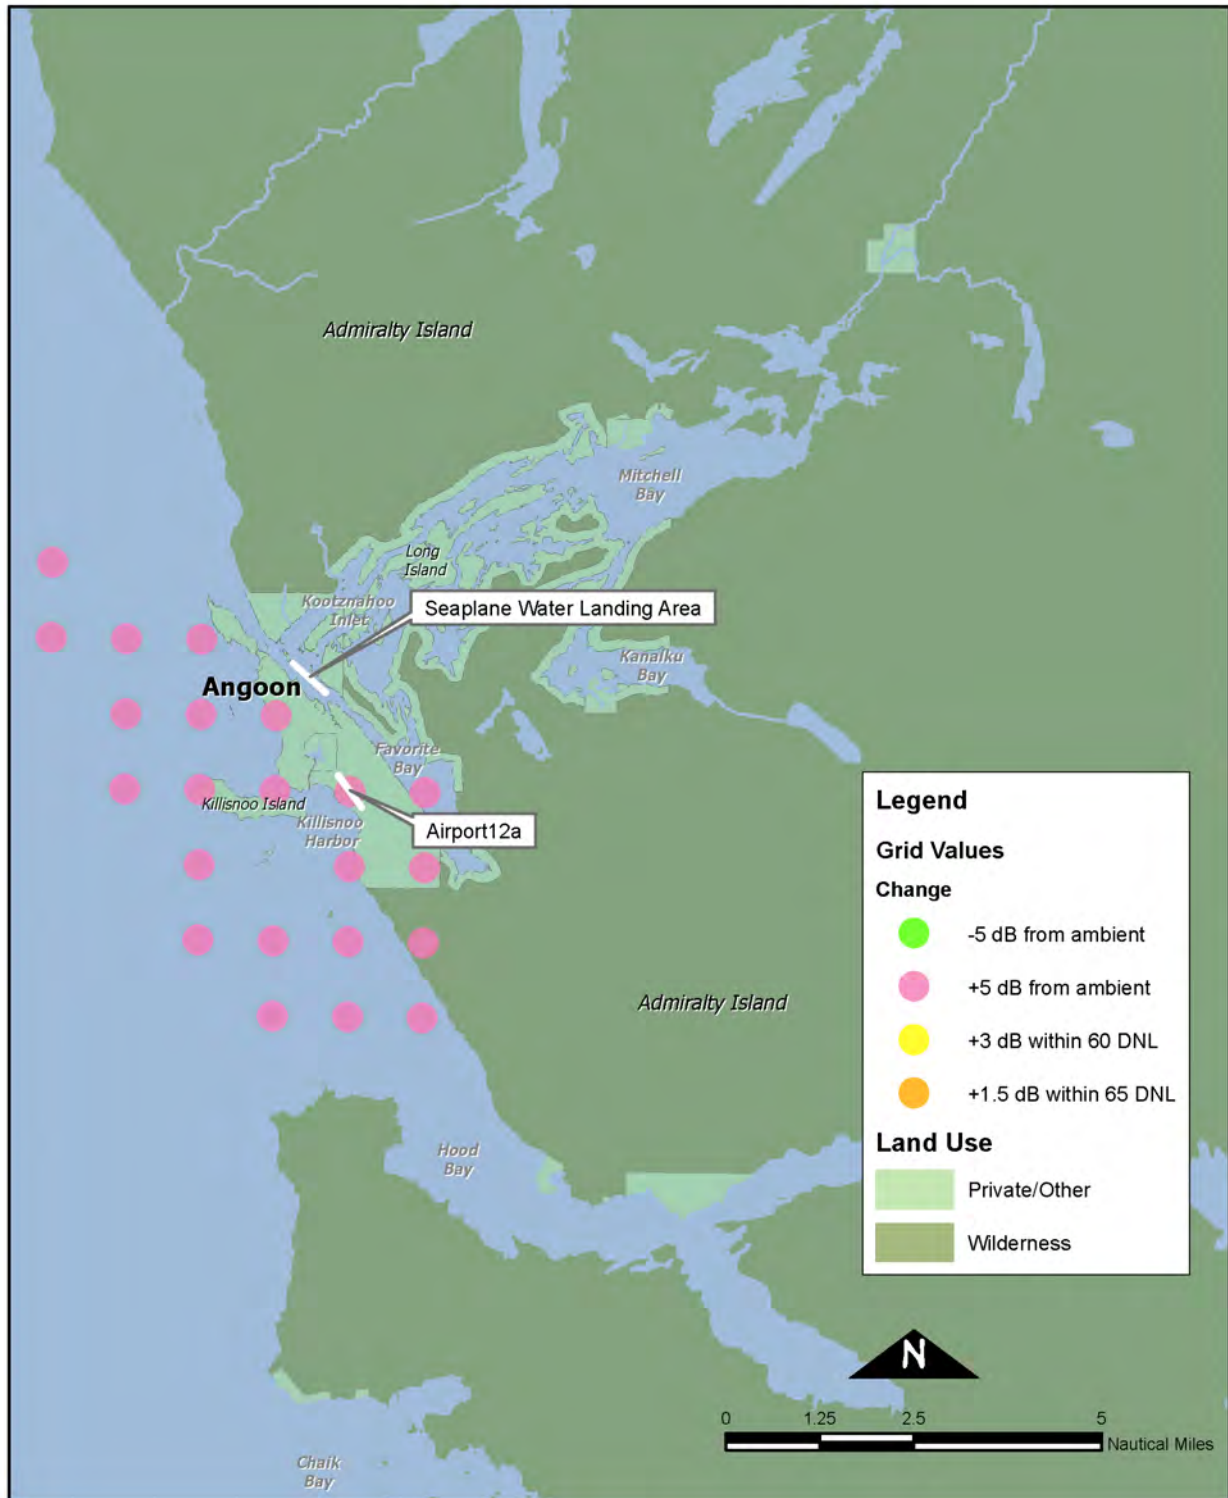 Admiralty Island
Mitchell
Bay
Long
Island
Kootznahoo
Inlet
Seaplane Water Landing Area
Kanalku
Bay
Angoon
Favorite
Bay
Killisnoo Island
Killisnoo
Harbor
Airport12a
Admiralty Island
Hood
Bay
Chaik
Bay
Legend
Grid Values
Change
-5 dB from ambient
+5 dB from ambient
+3 dB within 60 DNL
+1.5 dB within 65 DNL
Land Use
Private/Other
Wilderness
N
0 1.25 2.5 5
Nautical Miles